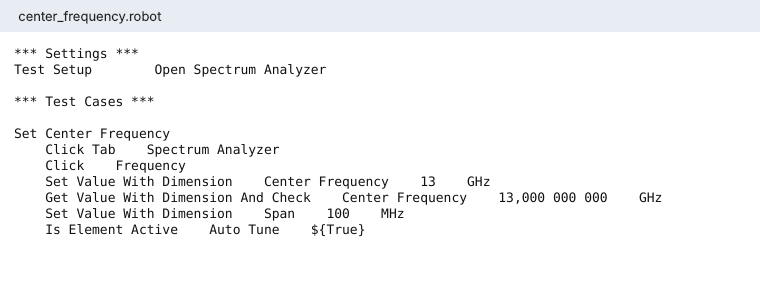 center_frequency.robot
*** Settings ***
Test Setup        Open Spectrum Analyzer
*** Test Cases ***
Set Center Frequency
    Click Tab    Spectrum Analyzer
    Click    Frequency
    Set Value With Dimension    Center Frequency    13    GHz
    Get Value With Dimension And Check    Center Frequency    13,000 000 000    GHz
    Set Value With Dimension    Span    100    MHz
    Is Element Active    Auto Tune    ${True}